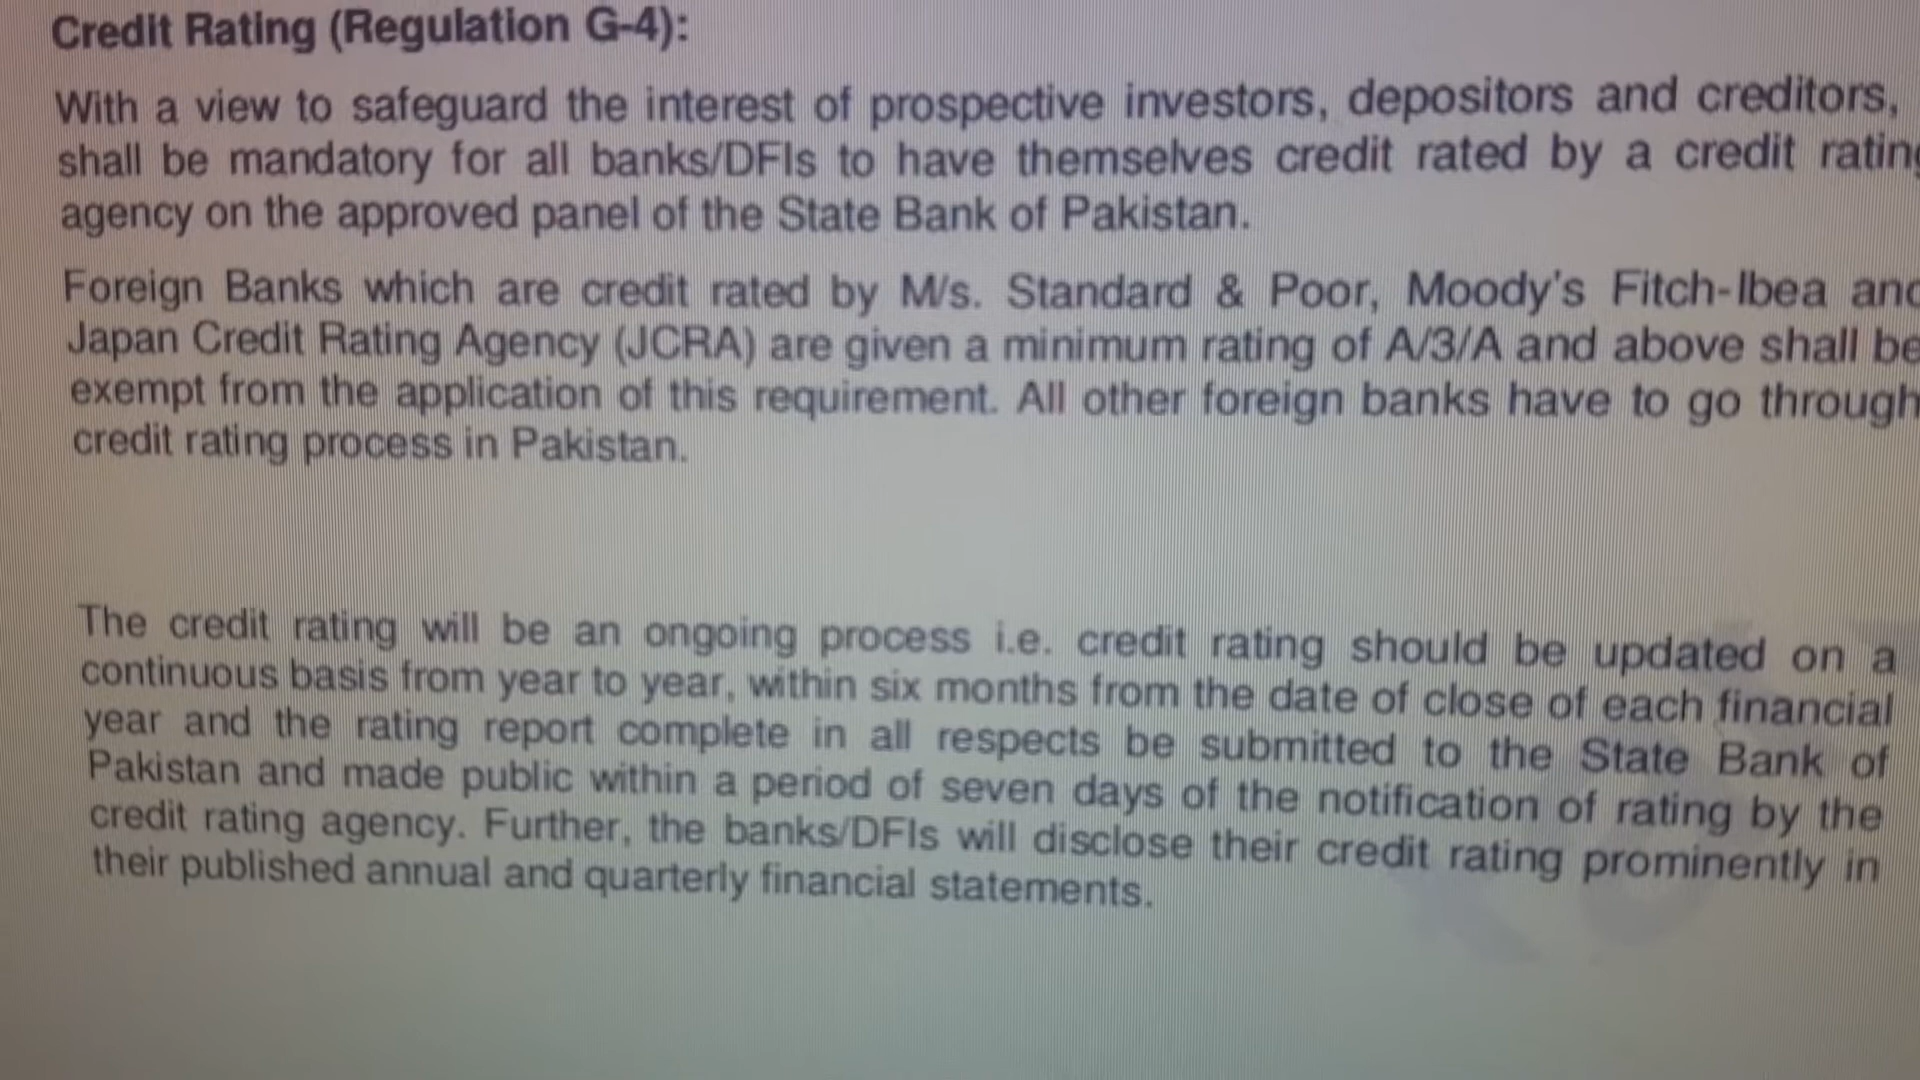 Credit Rating (Regulation G-4):
With a view to safeguard the interest of prospective investors, depositors and creditors,
shall be mandatory for all banks/DFIs to have themselves credit rated by a credit rating
agency on the approved panel of the State Bank of Pakistan.
Foreign Banks which are credit rated by M/s. Standard & Poor, Moody's Fitch-Ibea and
Japan Credit Rating Agency (JCRA) are given a minimum rating of A/3/A and above shall be
exempt from the application of this requirement. All other foreign banks have to go through
credit rating process in Pakistan.
The credit rating will be an ongoing process i.e. credit rating should be updated on a
continuous basis from year to year, within six months from the date of close of each financial
year and the rating report complete in all respects be submitted to the State Bank of
Pakistan and made public within a period of seven days of the notification of rating by the
credit rating agency. Further, the banks/DFIs will disclose their credit rating prominently in
their published annual and quarterly financial statements.